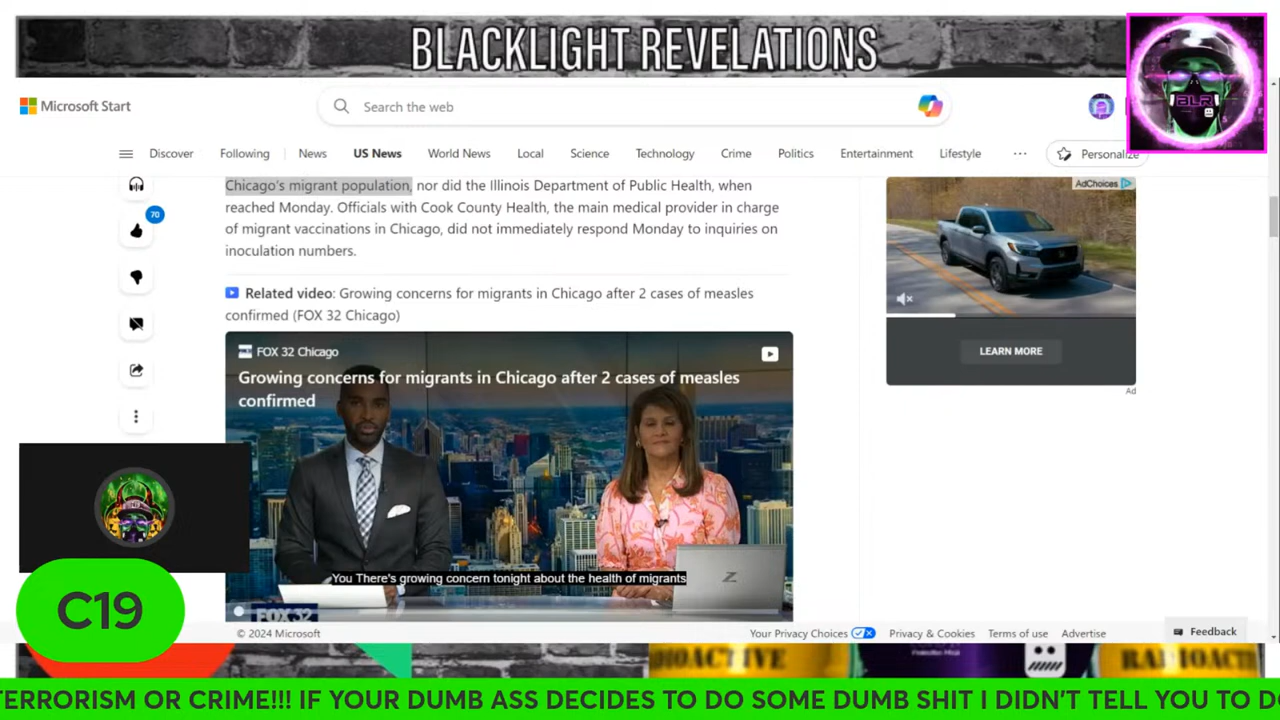 BLACKLIGHT REVELATIONS
BLR
Microsoft Start
Search the web
Discover
Following
News
US News
World News
Local
Science
Technology
Crime
Politics
Entertainment
Lifestyle
Personalize
Chicago's migrant population, nor did the Illinois Department of Public Health, when
reached Monday. Officials with Cook County Health, the main medical provider in charge
of migrant vaccinations in Chicago, did not immediately respond Monday to inquiries on
inoculation numbers.
70
AdChoices
LEARN MORE
Ad
Related video: Growing concerns for migrants in Chicago after 2 cases of measles
confirmed (FOX 32 Chicago)
FOX 32 Chicago
Growing concerns for migrants in Chicago after 2 cases of measles
confirmed
You There's growing concern tonight about the health of migrants
FOX 32
C19
© 2024 Microsoft
Your Privacy Choices
Privacy & Cookies
Terms of use
Advertise
Feedback
TERRORISM OR CRIME!!! IF YOUR DUMB ASS DECIDES TO DO SOME DUMB SHIT I DIDN'T TELL YOU TO DO